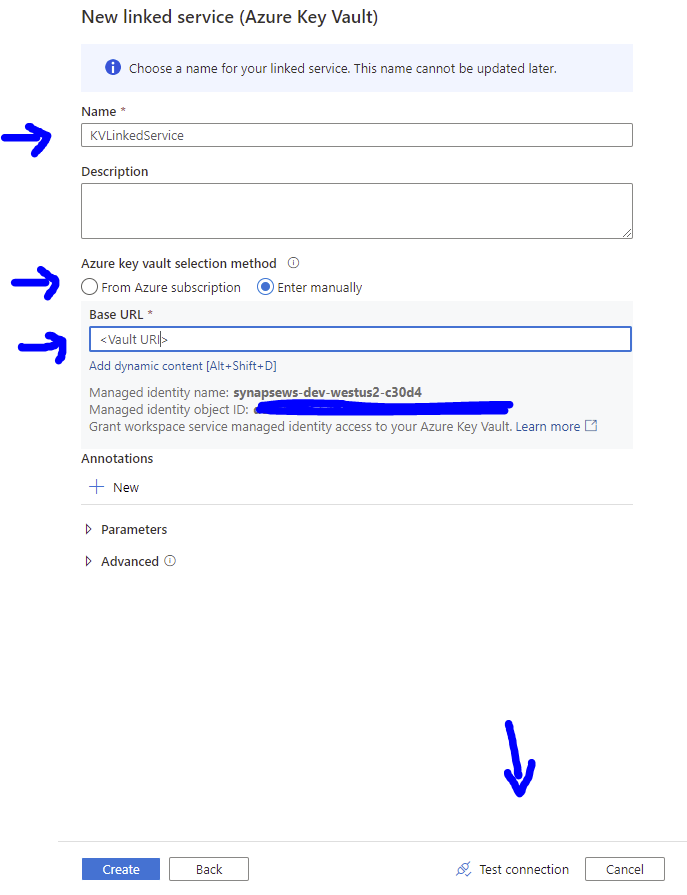 New linked service (Azure Key Vault)
Choose a name for your linked service. This name cannot be updated later.
Name *
KVLinkedService
Description
Azure key vault selection method
From Azure subscription
Enter manually
Base URL *
<Vault URI>
Add dynamic content [Alt+Shift+D]
Managed identity name: synapsews-dev-westus2-c30d4
Managed identity object ID:
Grant workspace service managed identity access to your Azure Key Vault. Learn more
Annotations
New
Parameters
Advanced
Create
Back
Test connection
Cancel